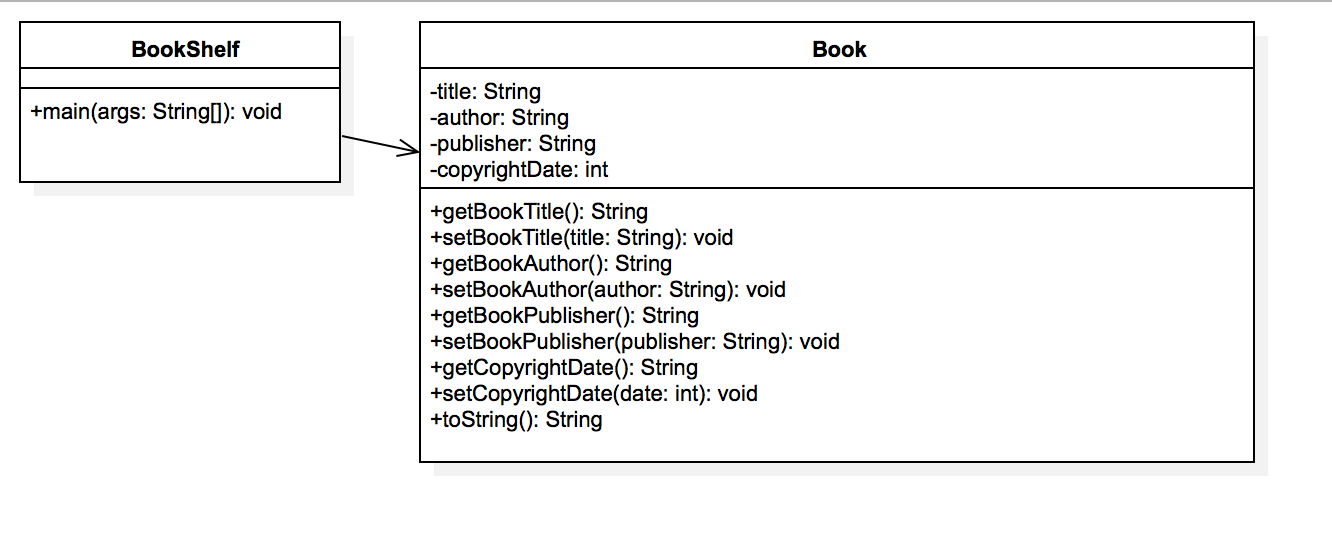 BookShelf
+main(args: String[]): void
Book
-title: String
-author: String
-publisher: String
-copyrightDate: int
+getBookTitle(): String
+setBookTitle(title: String): void
+getBookAuthor(): String
+setBookAuthor(author: String): void
+getBookPublisher(): String
+setBookPublisher(publisher: String): void
+getCopyrightDate(): String
+setCopyrightDate(date: int): void
+toString(): String